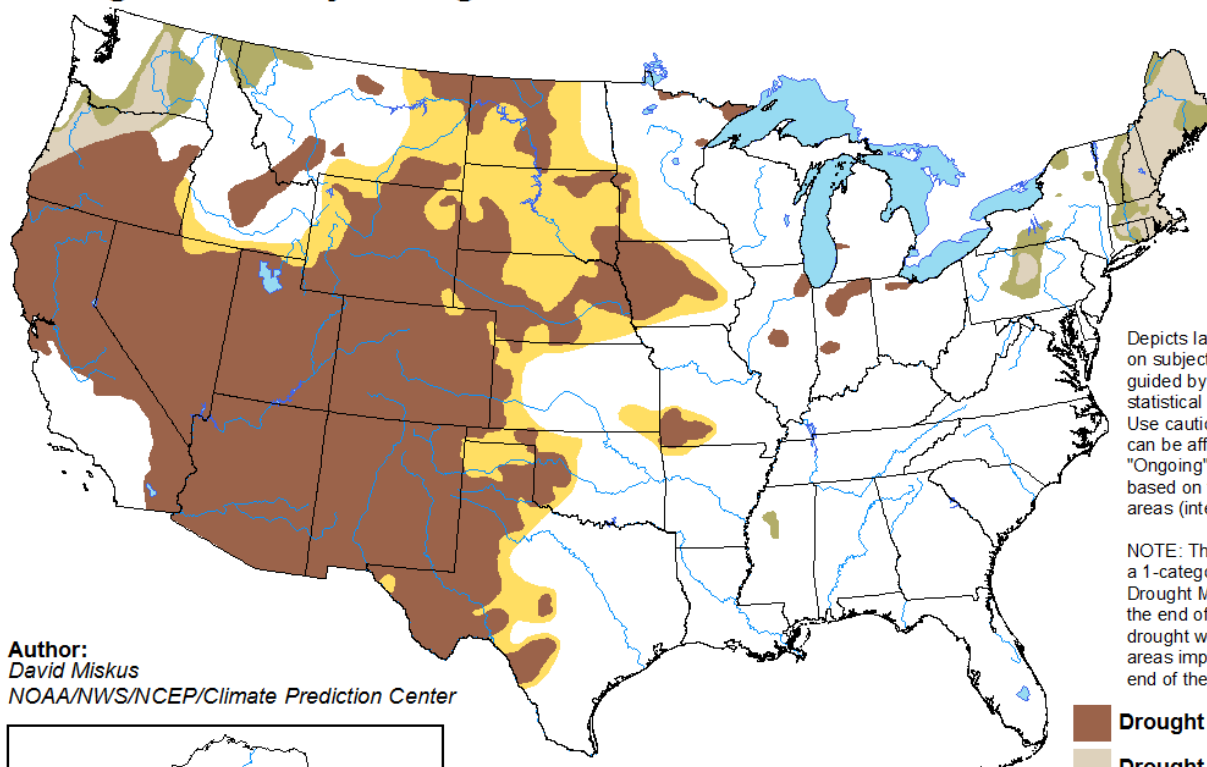 Depicts la
on subject
guided by
statistical
Use cautio
can be affe
"Ongoing"
based on
areas (inte
NOTE: Th
a 1-catego
Drought M
the end of
drought w
areas imp
end of the
Author:
David Miskus
NOAA/NWS/NCEP/Climate Prediction Center
Drought
Drought